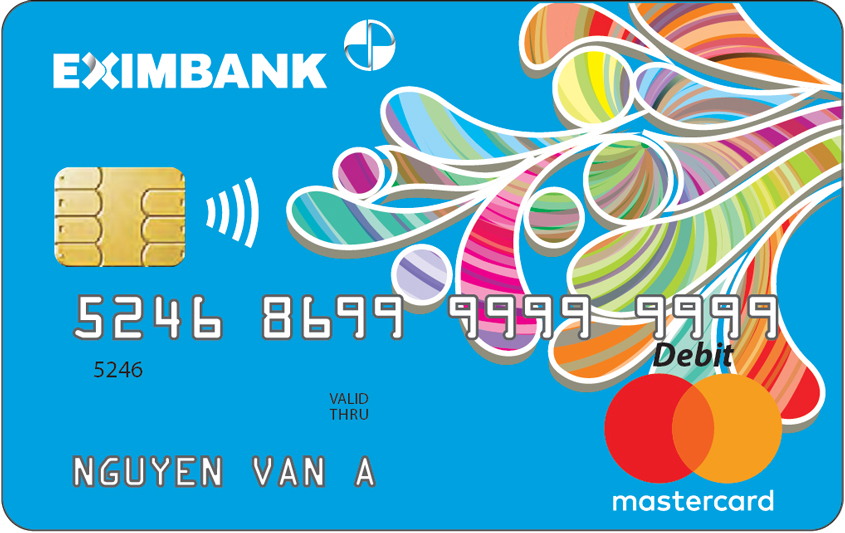 EXIMBANK
5246 8699 9999 9999
Debit
5246
VALID
THRU
NGUYEN VAN A
mastercard